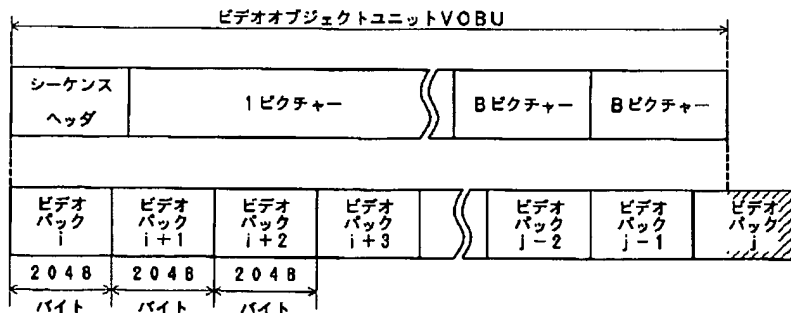 ビデオオブジェクトユニットVOBU
シーケンス
ヘッダ
1ピクチャー
Bピクチャー
Bピクチャー
ビデオ
パック
i
ビデオ
パック
i+1
ビデオ
パック
i+2
ビデオ
パック
i+3
ビデオ
パック
j-2
ビデオ
パック
j-1
ビデオ
パック
j
2048
バイト
2048
バイト
2048
バイト